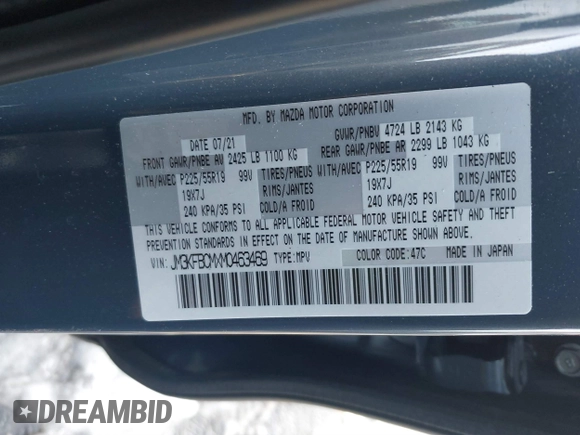 MFD. BY MAZDA MOTOR CORPORATION
DATE 07/21
GVWR/PNBV 4724 LB 2143 KG
FRONT GAWR/PNBE AV 2425 LB 1100 KG
REAR GAWR/PNBE AR 2299 LB 1043 KG
WITH/AVEC P225/55R19 99V TIRES/PNEUS
19X7J RIMS/JANTES
240 KPA/35 PSI COLD/A FROID
WITH/AVEC P225/55R19 99V TIRES/PNEUS
19X7J RIMS/JANTES
240 KPA/35 PSI COLD/A FROID
THIS VEHICLE CONFORMS TO ALL APPLICABLE FEDERAL MOTOR VEHICLE SAFETY AND THEFT
PREVENTION STANDARDS IN EFFECT ON THE DATE OF MANUFACTURE SHOWN ABOVE.
VIN: JM3KFBCMXM0463469 TYPE:MPV
COLOR CODE:47C
MADE IN JAPAN
DREAMBID